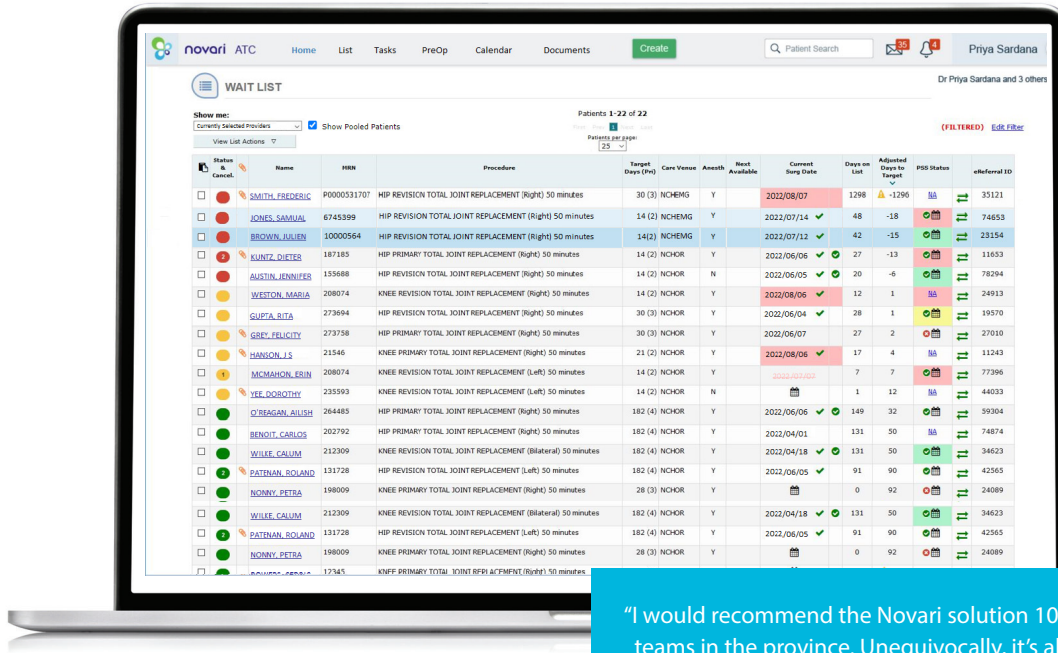 novari ATC Home List Tasks PreOp Calendar Documents Create Patient Search 35 4 Priya Sardana
WAIT LIST
Dr Priya Sardana and 3 others
Show me:
Currently Selected Providers Show Pooled Patients
View List Actions
Patients 1-22 of 22
1
Patients per page:
25
(FILTERED) Edit Filter
Status & Cancel. Name MRN Procedure Target Days (Pri) Care Venue Anesth Next Available Current Surg Date Days on List Adjusted Days to Target PSS Status eReferral ID
SMITH, FREDERIC P000053170? HIP REVISION TOTAL JOINT REPLACEMENT (Right) 50 minutes 30 (3) NCHEMG Y 2022/08/07 1298 -1296 NA 35121
JONES, SAMUAL 6745399 HIP REVISION TOTAL JOINT REPLACEMENT (Right) 50 minutes 14 (2) NCHEMG Y 2022/07/14 48 -18 74653
BROWN, JULIEN 10000564 HIP REVISION TOTAL JOINT REPLACEMENT (Right) 50 minutes 14(2) NCHEMG Y 2022/07/12 42 -15 23154
2 KUNTZ, DIETER 187185 HIP PRIMARY TOTAL JOINT REPLACEMENT (Right) 50 minutes 14 (2) NCHOR Y 2022/06/06 27 -13 11653
AUSTIN, JENNIFER 155688 HIP REVISION TOTAL JOINT REPLACEMENT (Right) 50 minutes 14 (2) NCHOR N 2022/06/05 20 -6 78294
WESTON, MARIA 208074 KNEE REVISION TOTAL JOINT REPLACEMENT (Right) 50 minutes 14 (2) NCHOR Y 2022/08/06 12 1 NA 24913
GUPTA, RITA 273694 HIP REVISION TOTAL JOINT REPLACEMENT (Right) 50 minutes 30 (3) NCHOR Y 2022/06/04 28 1 19570
GREY, FELICITY 273758 HIP PRIMARY TOTAL JOINT REPLACEMENT (Right) 50 minutes 30 (3) NCHOR Y 2022/06/07 27 2 27010
HANSON, J S 21546 KNEE PRIMARY TOTAL JOINT REPLACEMENT (Right) 50 minutes 21 (2) NCHOR Y 2022/08/06 17 4 NA 11243
1 MCMAHON, ERIN 208074 KNEE PRIMARY TOTAL JOINT REPLACEMENT (Left) 50 minutes 14 (2) NCHOR Y 2022/07/07 7 7 77396
YEE, DOROTHY 235593 KNEE REVISION TOTAL JOINT REPLACEMENT (Left) 50 minutes 14 (2) NCHOR N 1 12 NA 44033
O'REAGAN, AILISH 264485 HIP PRIMARY TOTAL JOINT REPLACEMENT (Right) 50 minutes 182 (4) NCHOR Y 2022/06/06 149 32 59304
BENOIT, CARLOS 202792 HIP PRIMARY TOTAL JOINT REPLACEMENT (Right) 50 minutes 182 (4) NCHOR Y 2022/04/01 131 50 NA 74874
WILKE, CALUM 212309 KNEE REVISION TOTAL JOINT REPLACEMENT (Bilateral) 50 minutes 182 (4) NCHOR Y 2022/04/18 131 50 34623
2 PATENAN, ROLAND 131728 HIP REVISION TOTAL JOINT REPLACEMENT (Left) 50 minutes 182 (4) NCHOR Y 2022/06/05 91 90 42565
NONNY, PETRA 198009 KNEE PRIMARY TOTAL JOINT REPLACEMENT (Right) 50 minutes 28 (3) NCHOR Y 0 92 24089
WILKE, CALUM 212309 KNEE REVISION TOTAL JOINT REPLACEMENT (Bilateral) 50 minutes 182 (4) NCHOR Y 2022/04/18 131 50 34623
2 PATENAN, ROLAND 131728 HIP REVISION TOTAL JOINT REPLACEMENT (Left) 50 minutes 182 (4) NCHOR Y 2022/06/05 91 90 42565
NONNY, PETRA 198009 KNEE PRIMARY TOTAL JOINT REPLACEMENT (Right) 50 minutes 28 (3) NCHOR Y 0 92 24089
12345 KNEE PRIMARY TOTAL JOINT REPLACEMENT (Right) 50 minutes
“I would recommend the Novari solution 10
teams in the province. Unequivocally, it's al